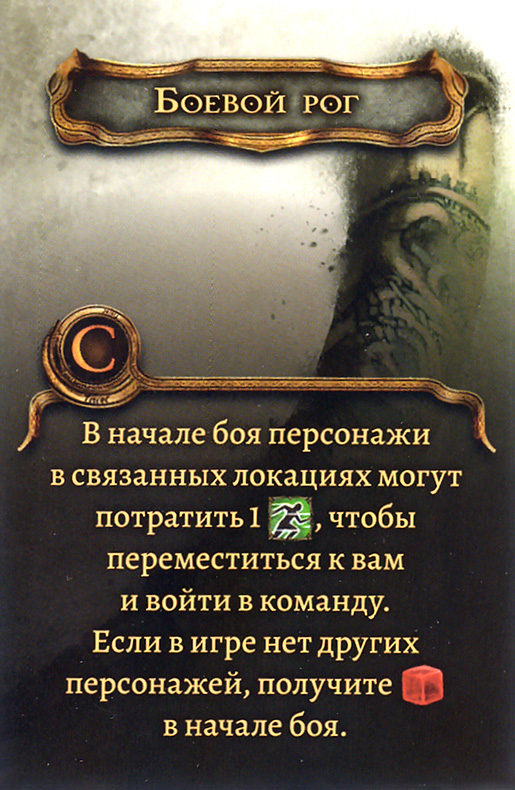 Боевой рог
С
В начале боя персонажи
в связанных локациях могут
потратить 1 , чтобы
переместиться к вам
и войти в команду.
Если в игре нет других
персонажей, получите
в начале боя.